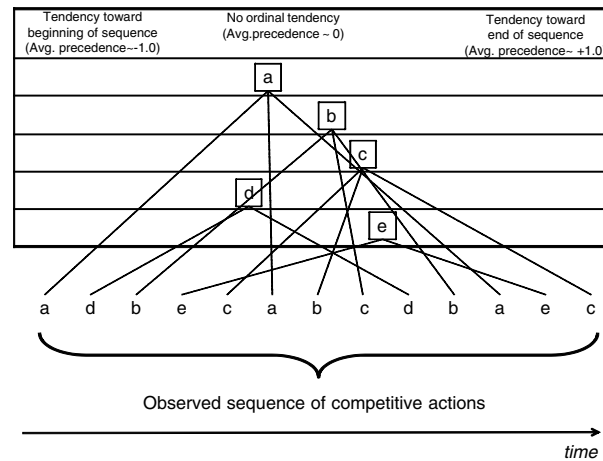 Tendency toward
beginning of sequence
(Avg. precedence~-1.0)
No ordinal tendency
(Avg.precedence ~ 0)
Tendency toward
end of sequence
(Avg. precedence~ +1.0
a
b
c
d
e
a d b e c a b c d b a e c
Observed sequence of competitive actions
time